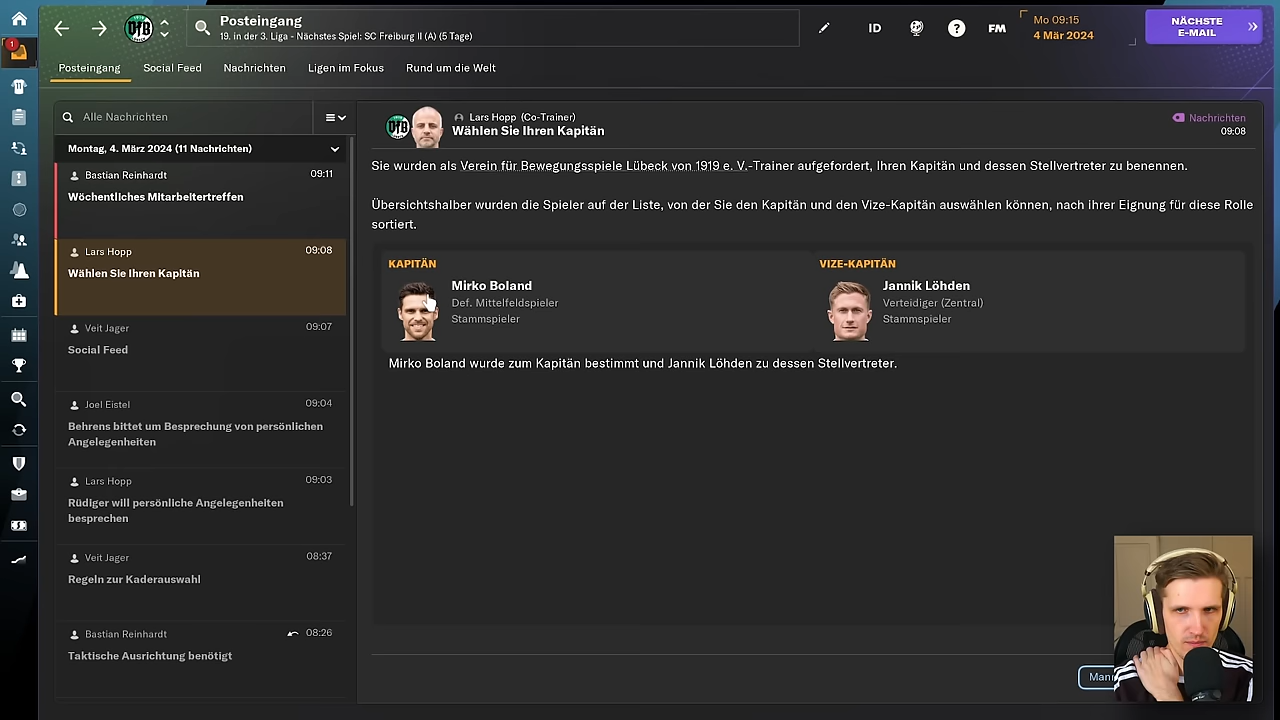 Posteingang
19. in der 3. Liga - Nächstes Spiel: SC Freiburg II (A) (5 Tage)
ID
?
FM
Mo 09:15
4 Mär 2024
NÄCHSTE
E-MAIL
1
11
Posteingang
Social Feed
Nachrichten
Ligen im Fokus
Rund um die Welt
Alle Nachrichten
Montag, 4. März 2024 (11 Nachrichten)
Bastian Reinhardt
09:11
Wöchentliches Mitarbeitertreffen
Lars Hopp
09:08
Wählen Sie Ihren Kapitän
Veit Jager
09:07
Social Feed
Joel Eistel
09:04
Behrens bittet um Besprechung von persönlichen
Angelegenheiten
Lars Hopp
09:03
Rüdiger will persönliche Angelegenheiten
besprechen
Veit Jager
08:37
Regeln zur Kaderauswahl
Bastian Reinhardt
08:26
Taktische Ausrichtung benötigt
Lars Hopp (Co-Trainer)
Wählen Sie Ihren Kapitän
Nachrichten
09:08
Sie wurden als Verein für Bewegungsspiele Lübeck von 1919 e. V.-Trainer aufgefordert, Ihren Kapitän und dessen Stellvertreter zu benennen.
Übersichtshalber wurden die Spieler auf der Liste, von der Sie den Kapitän und den Vize-Kapitän auswählen können, nach ihrer Eignung für diese Rolle
sortiert.
KAPITÄN
Mirko Boland
Def. Mittelfeldspieler
Stammspieler
VIZE-KAPITÄN
Jannik Löhden
Verteidiger (Zentral)
Stammspieler
Mirko Boland wurde zum Kapitän bestimmt und Jannik Löhden zu dessen Stellvertreter.